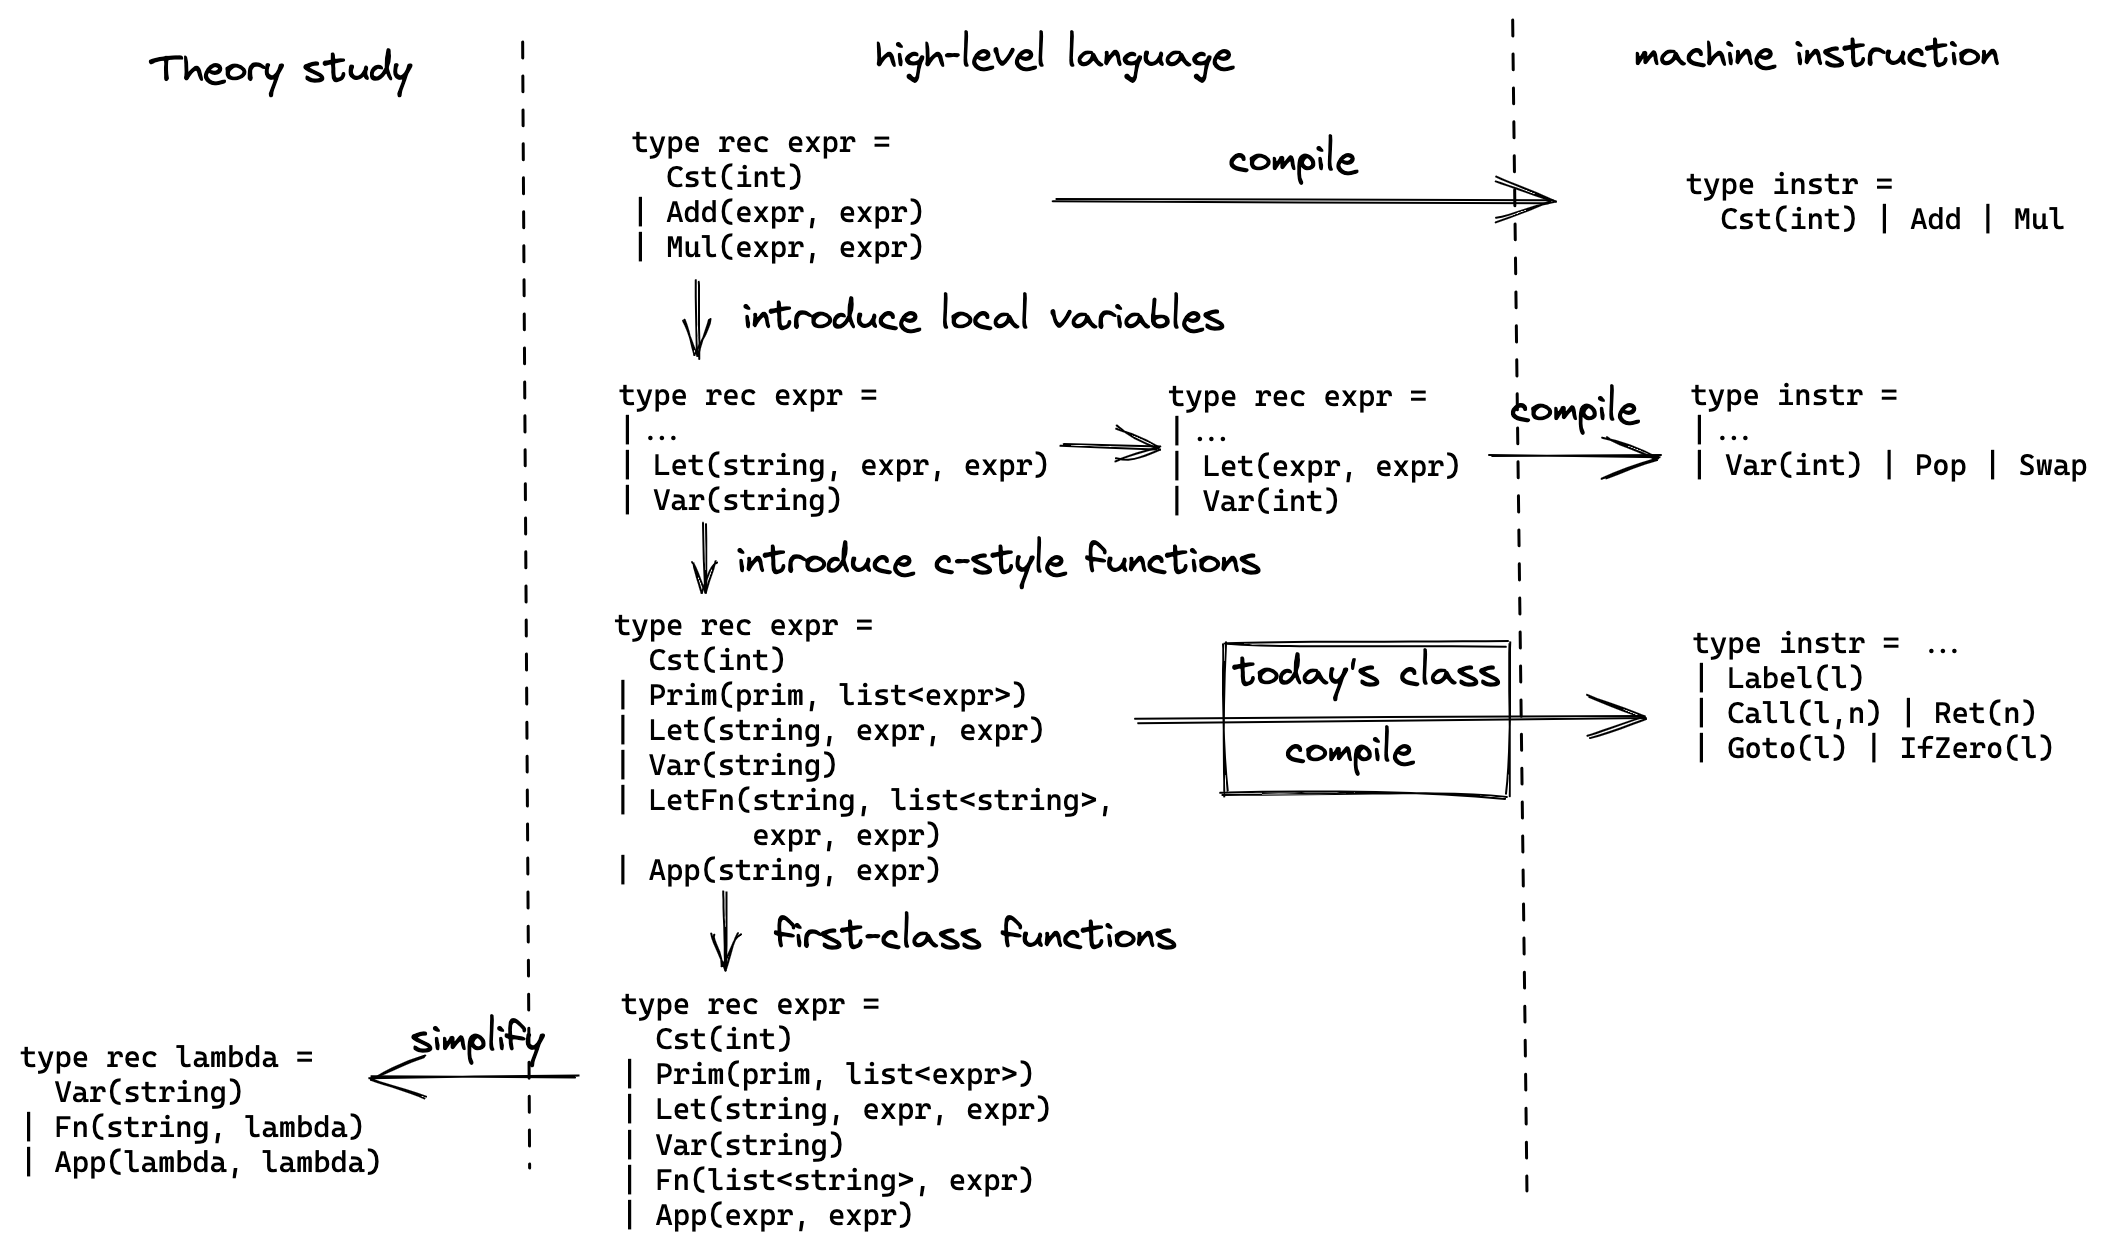 Theory study
high-level language
machine instruction
type rec expr =
  Cst(int)
| Add(expr, expr)
| Mul(expr, expr)
compile
type instr =
  Cst(int) | Add | Mul
introduce local variables
type rec expr =
| ...
| Let(string, expr, expr)
| Var(string)
type rec expr =
| ...
| Let(expr, expr)
| Var(int)
compile
type instr =
| ...
| Var(int) | Pop | Swap
introduce c-style functions
type rec expr =
  Cst(int)
| Prim(prim, list<expr>)
| Let(string, expr, expr)
| Var(string)
| LetFn(string, list<string>,
        expr, expr)
| App(string, expr)
today's class
compile
type instr = ...
| Label(l)
| Call(l,n) | Ret(n)
| Goto(l) | IfZero(l)
first-class functions
type rec expr =
  Cst(int)
| Prim(prim, list<expr>)
| Let(string, expr, expr)
| Var(string)
| Fn(list<string>, expr)
| App(expr, expr)
simplify
type rec lambda =
  Var(string)
| Fn(string, lambda)
| App(lambda, lambda)